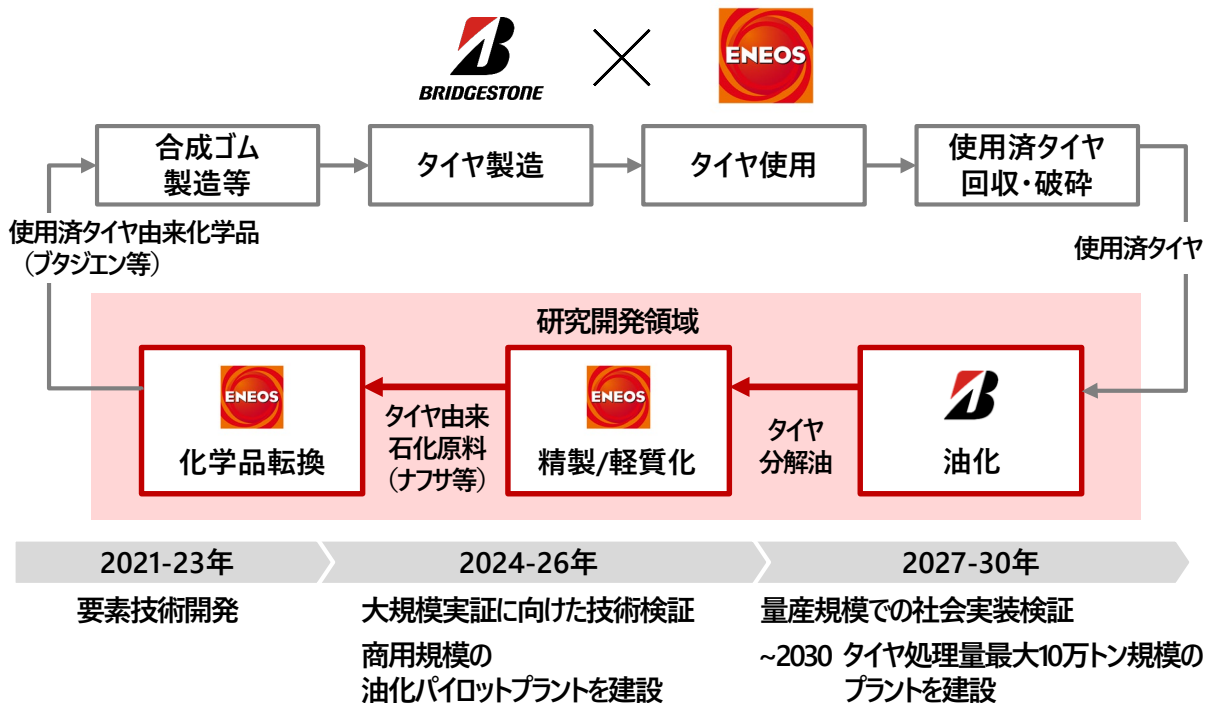 BRIDGESTONE
ENEOS
合成ゴム
製造等
タイヤ製造
タイヤ使用
使用済タイヤ
回収・破砕
使用済タイヤ由来化学品
（ブタジエン等）
使用済タイヤ
研究開発領域
ENEOS
化学品転換
タイヤ由来
石化原料
（ナフサ等）
ENEOS
精製/軽質化
タイヤ
分解油
油化
2021-23年
2024-26年
2027-30年
要素技術開発
大規模実証に向けた技術検証
商用規模の
油化パイロットプラントを建設
量産規模での社会実装検証
~2030 タイヤ処理量最大10万トン規模の
プラントを建設